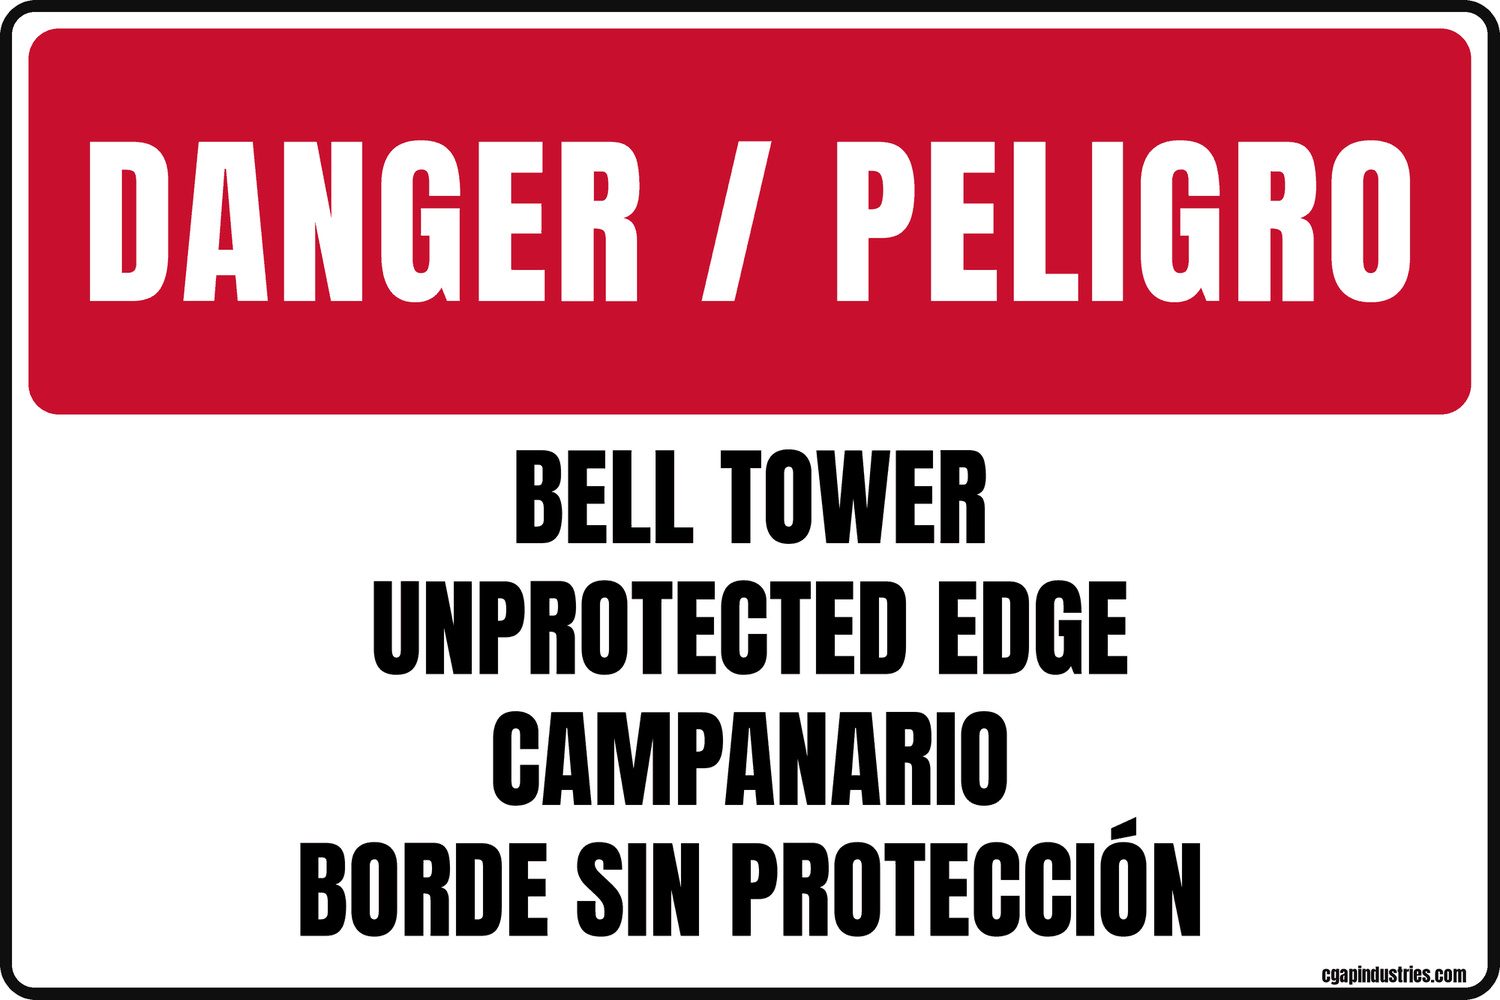 DANGER / PELIGRO
BELL TOWER
UNPROTECTED EDGE
CAMPANARIO
BORDE SIN PROTECCIÓN
cgapindustries.com